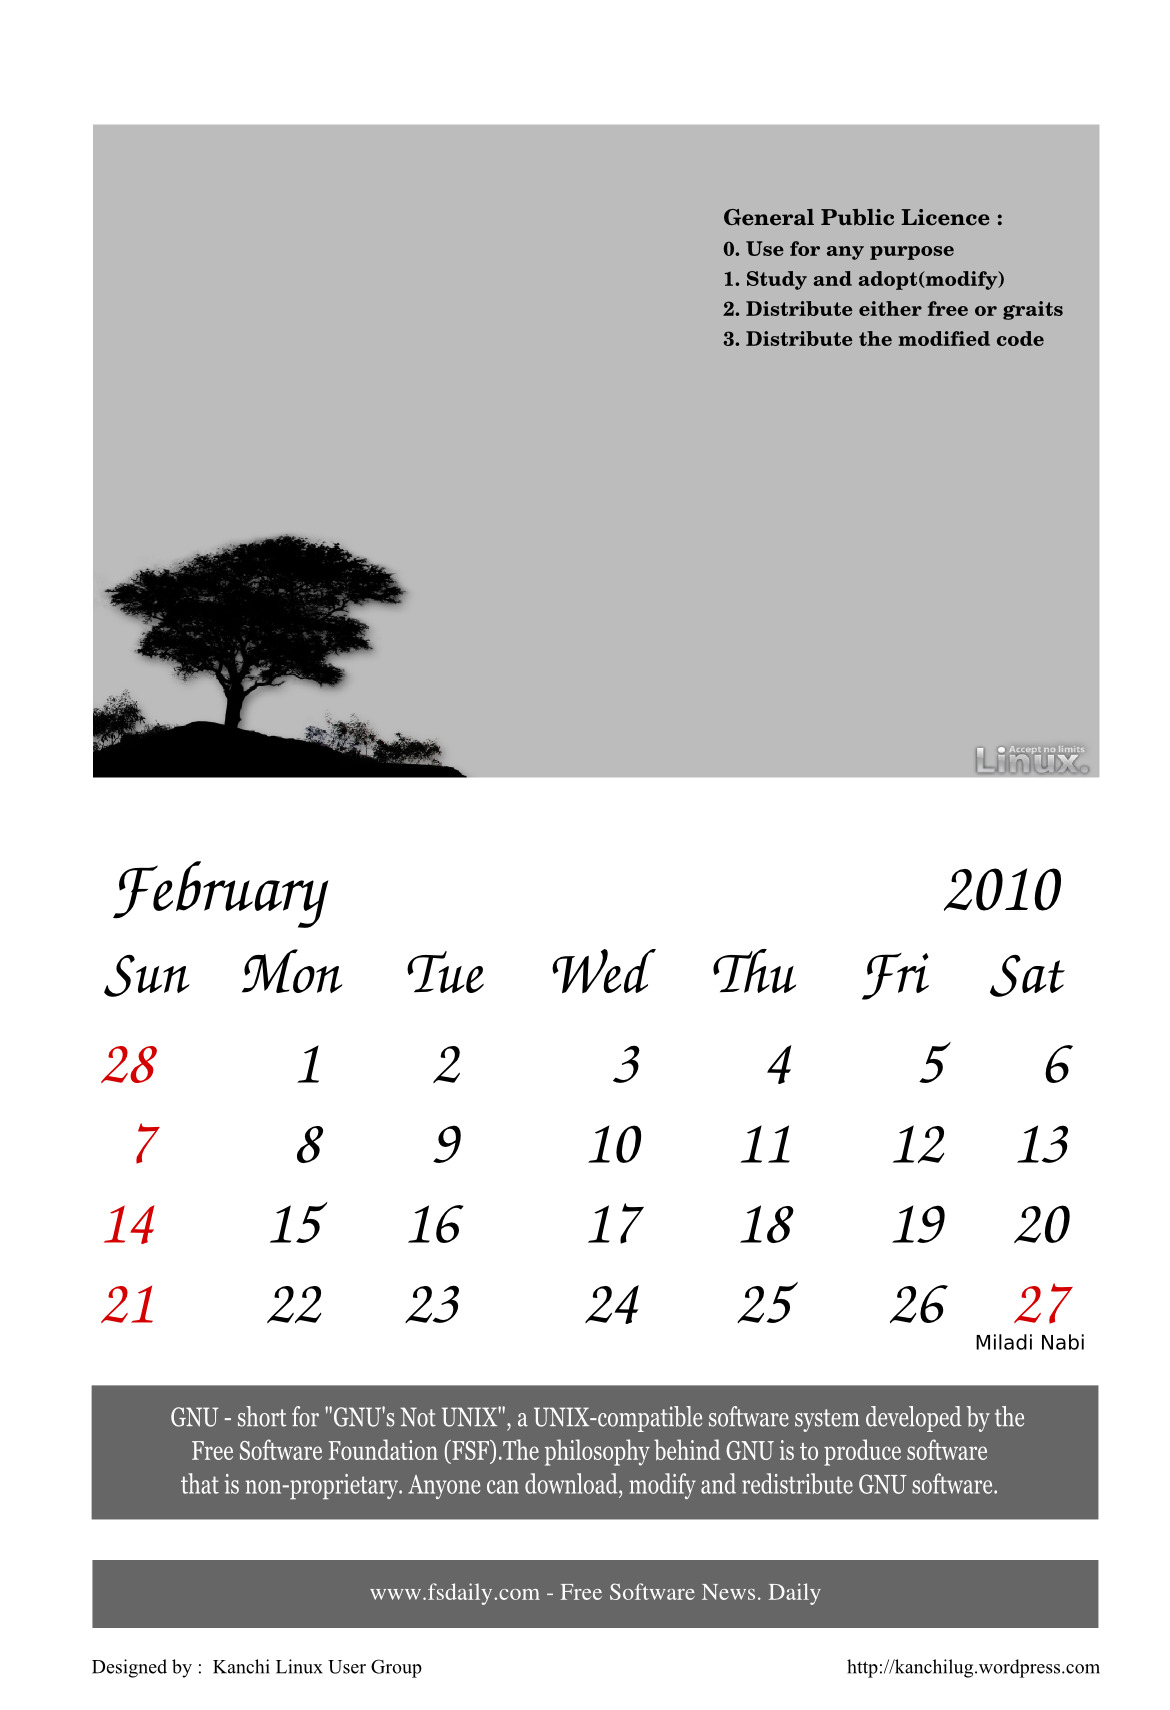 General Public Licence :
0. Use for any purpose
1. Study and adopt(modify)
2. Distribute either free or graits
3. Distribute the modified code
Accept no limits
Linux.
February 2010
Sun Mon Tue Wed Thu Fri Sat
28 1 2 3 4 5 6
7 8 9 10 11 12 13
14 15 16 17 18 19 20
21 22 23 24 25 26 27
Miladi Nabi
GNU - short for "GNU's Not UNIX", a UNIX-compatible software system developed by the
Free Software Foundation (FSF).The philosophy behind GNU is to produce software
that is non-proprietary. Anyone can download, modify and redistribute GNU software.
www.fsdaily.com - Free Software News. Daily
Designed by : Kanchi Linux User Group http://kanchilug.wordpress.com